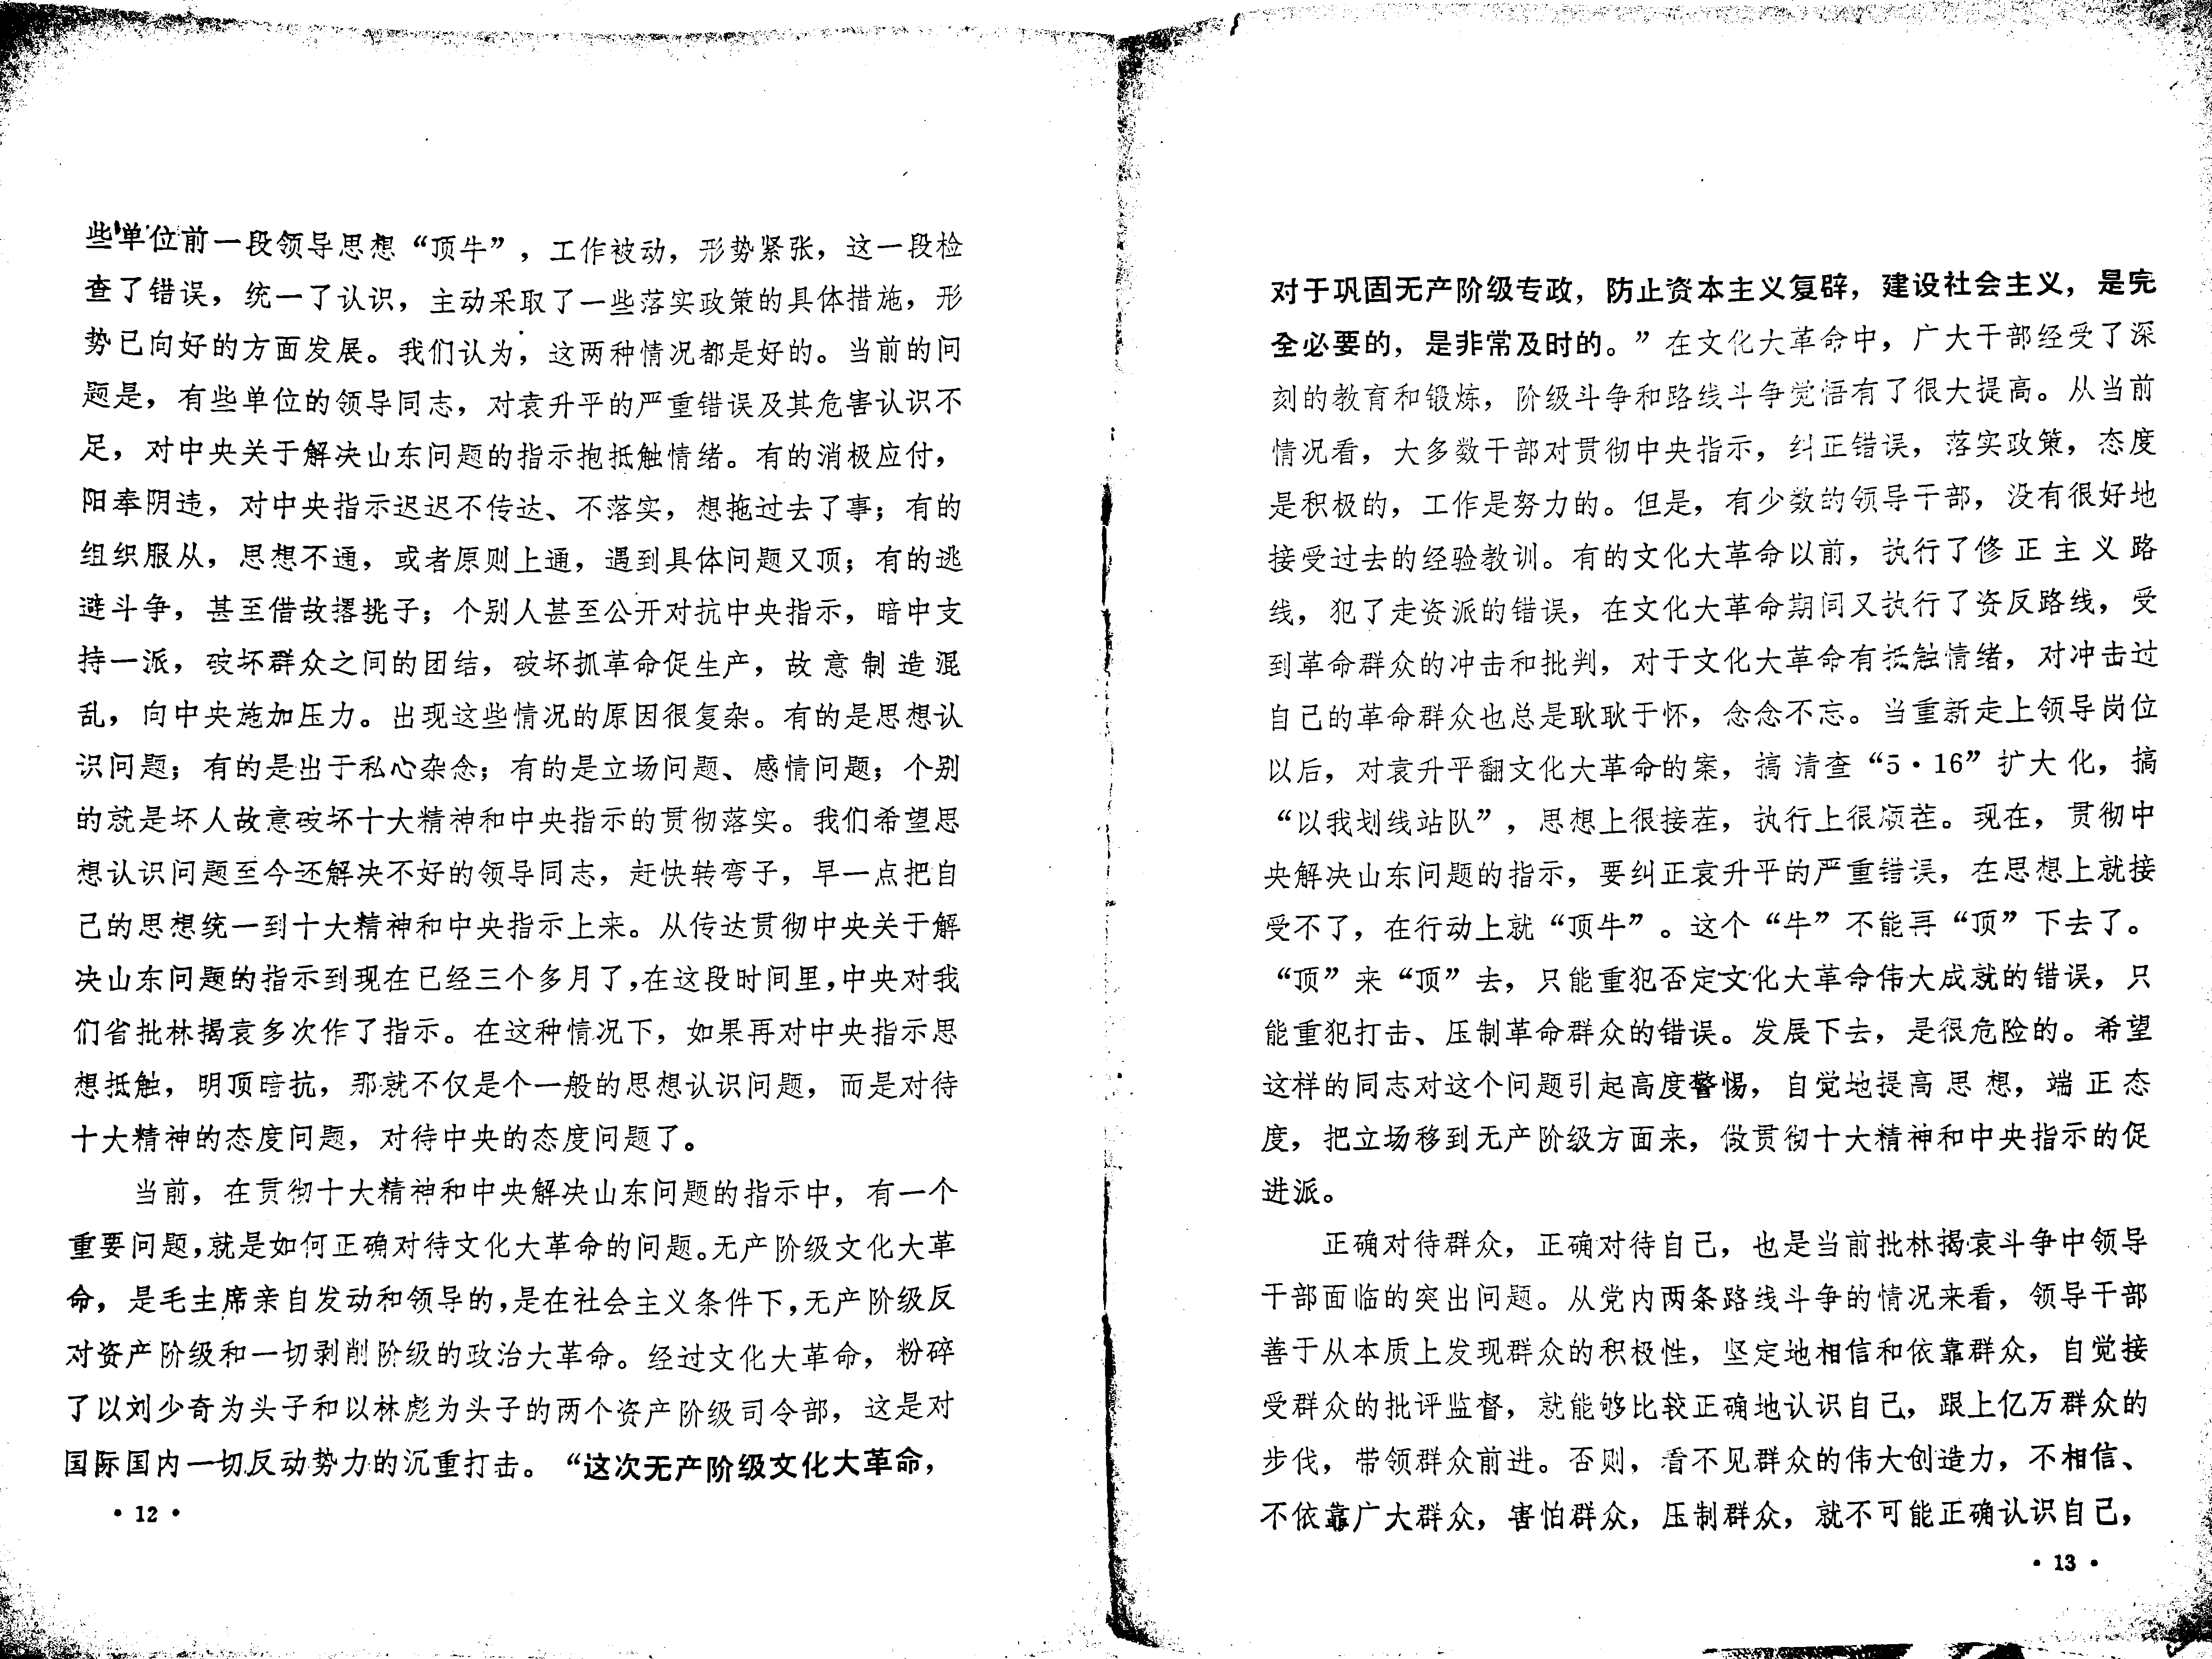 些单位前一段领导思想“顶牛”，工作被动，形势紧张，这一段检
查了错误，统一了认识，主动采取了一些落实政策的具体措施，形
势已向好的方面发展。我们认为，这两种情况都是好的。当前的问
题是，有些单位的领导同志，对袁升平的严重错误及其危害认识不
足，对中央关于解决山东问题的指示抱抵触情绪。有的消极应付，
阳奉阴违，对中央指示迟迟不传达、不落实，想拖过去了事；有的
组织服从，思想不通，或者原则上通，遇到具体问题又顶；有的逃
避斗争，甚至借故撂挑子；个别人甚至公开对抗中央指示，暗中支
持一派，破坏群众之间的团结，破坏抓革命促生产，故意制造混
乱，向中央施加压力。出现这些情况的原因很复杂。有的是思想认
识问题；有的是出于私心杂念；有的是立场问题、感情问题；个别
的就是坏人故意破坏十大精神和中央指示的贯彻落实。我们希望思
想认识问题至今还解决不好的领导同志，赶快转弯子，早一点把自
己的思想统一到十大精神和中央指示上来。从传达贯彻中央关于解
决山东问题的指示到现在已经三个多月了，在这段时间里，中央对我
们省批林揭袁多次作了指示。在这种情况下，如果再对中央指示思
想抵触，明顶暗抗，那就不仅是个一般的思想认识问题，而是对待
十大精神的态度问题，对待中央的态度问题了。
当前，在贯彻十大精神和中央解决山东问题的指示中，有一个
重要问题，就是如何正确对待文化大革命的问题。无产阶级文化大革
命，是毛主席亲自发动和领导的，是在社会主义条件下，无产阶级反
对资产阶级和一切剥削阶级的政治大革命。经过文化大革命，粉碎
了以刘少奇为头子和以林彪为头子的两个资产阶级司令部，这是对
国际国内一切反动势力的沉重打击。“这次无产阶级文化大革命，
• 12 •
对于巩固无产阶级专政，防止资本主义复辟，建设社会主义，是完
全必要的，是非常及时的。”在文化大革命中，广大干部经受了深
刻的教育和锻炼，阶级斗争和路线斗争觉悟有了很大提高。从当前
情况看，大多数干部对贯彻中央指示，纠正错误，落实政策，态度
是积极的，工作是努力的。但是，有少数的领导干部，没有很好地
接受过去的经验教训。有的文化大革命以前，执行了修正主义路
线，犯了走资派的错误，在文化大革命期间又执行了资反路线，受
到革命群众的冲击和批判，对于文化大革命有抵触情绪，对冲击过
自己的革命群众也总是耿耿于怀，念念不忘。当重新走上领导岗位
以后，对袁升平翻文化大革命的案，搞清查“5·16”扩大化，搞
“以我划线站队”，思想上很接茬，执行上很顺茬。现在，贯彻中
央解决山东问题的指示，要纠正袁升平的严重错误，在思想上就接
受不了，在行动上就“顶牛”。这个“牛”不能再“顶”下去了。
“顶”来“顶”去，只能重犯否定文化大革命伟大成就的错误，只
能重犯打击、压制革命群众的错误。发展下去，是很危险的。希望
这样的同志对这个问题引起高度警惕，自觉地提高思想，端正态
度，把立场移到无产阶级方面来，做贯彻十大精神和中央指示的促
进派。
正确对待群众，正确对待自己，也是当前批林揭袁斗争中领导
干部面临的突出问题。从党内两条路线斗争的情况来看，领导干部
善于从本质上发现群众的积极性，坚定地相信和依靠群众，自觉接
受群众的批评监督，就能够比较正确地认识自己，跟上亿万群众的
步伐，带领群众前进。否则，看不见群众的伟大创造力，不相信、
不依靠广大群众，害怕群众，压制群众，就不可能正确认识自己，
• 13 •